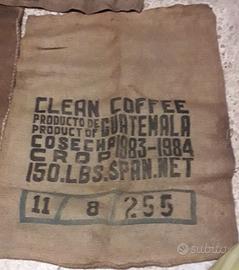 CLEAN COFFEE
PRODUCTO DE
PRODUCT OF
GUATEMALA
COSECHA
CROP
1983-1984
150.LBS.SPAN.NET
11 / 8 / 255
subito